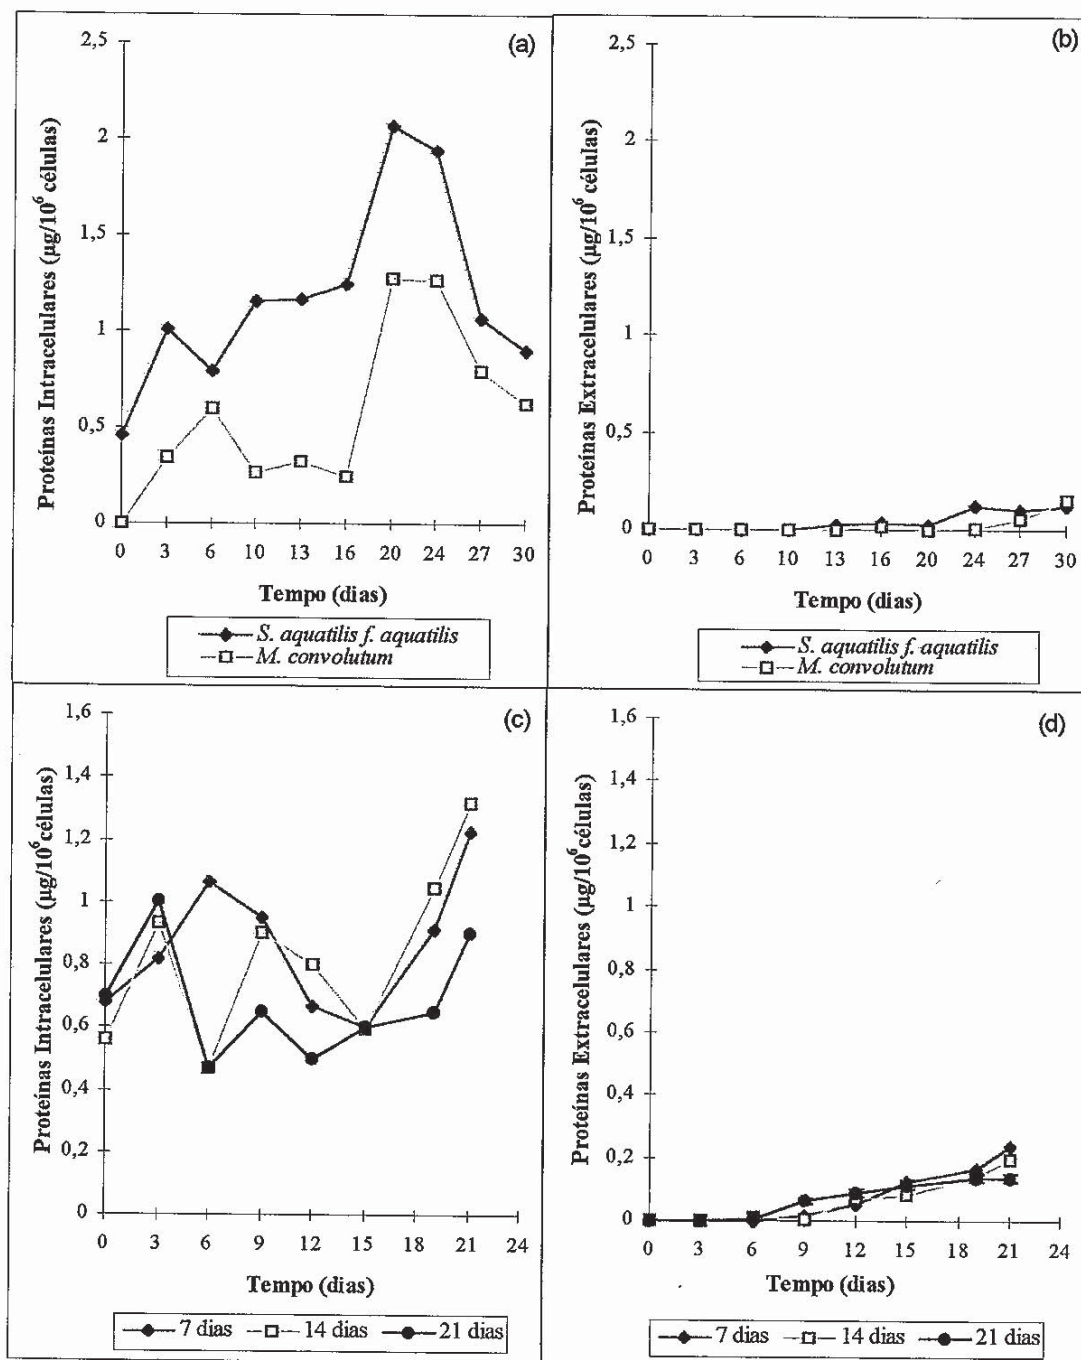 (a)
Proteínas Intracelulares (µg/10⁶ células)
2,5
2
1,5
1
0,5
0
0 3 6 10 13 16 20 24 27 30
Tempo (dias)
S. aquatilis f. aquatilis
M. convolutum
(b)
Proteínas Extracelulares (µg/10⁶ células)
2,5
2
1,5
1
0,5
0
0 3 6 10 13 16 20 24 27 30
Tempo (dias)
S. aquatilis f. aquatilis
M. convolutum
(c)
Proteínas Intracelulares (µg/10⁶ células)
1,6
1,4
1,2
1
0,8
0,6
0,4
0,2
0
0 3 6 9 12 15 18 21 24
Tempo (dias)
7 dias 14 dias 21 dias
(d)
Proteínas Extracelulares (µg/10⁶ células)
1,6
1,4
1,2
1
0,8
0,6
0,4
0,2
0
0 3 6 9 12 15 18 21 24
Tempo (dias)
7 dias 14 dias 21 dias